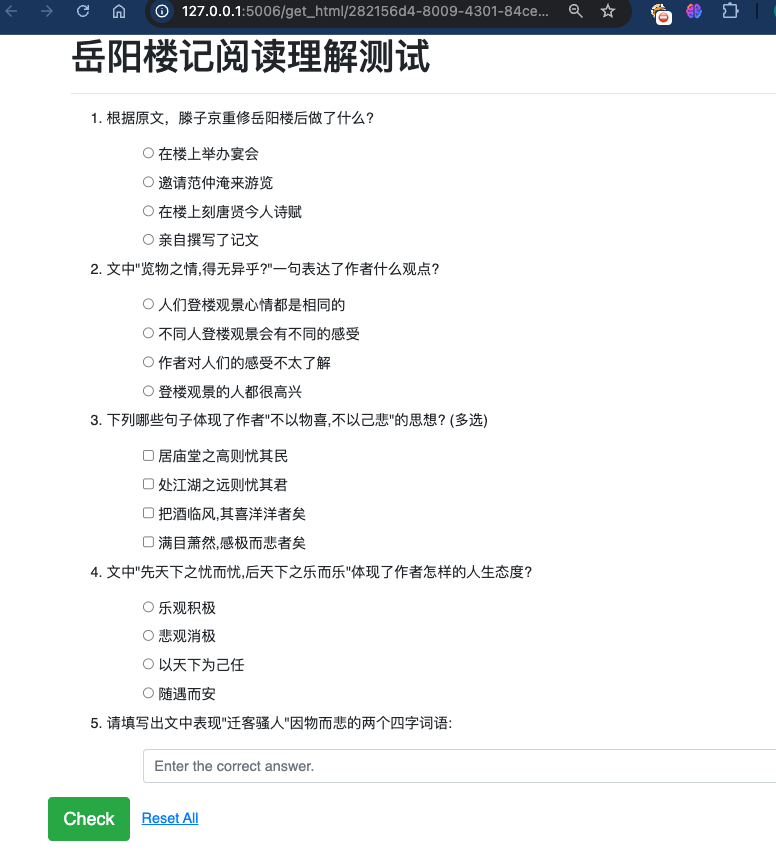 127.0.0.1:5006/get_html/282156d4-8009-4301-84ce...
岳阳楼记阅读理解测试
1. 根据原文，滕子京重修岳阳楼后做了什么?
在楼上举办宴会
邀请范仲淹来游览
在楼上刻唐贤今人诗赋
亲自撰写了记文
2. 文中"览物之情,得无异乎?"一句表达了作者什么观点?
人们登楼观景心情都是相同的
不同人登楼观景会有不同的感受
作者对人们的感受不太了解
登楼观景的人都很高兴
3. 下列哪些句子体现了作者"不以物喜,不以己悲"的思想? (多选)
居庙堂之高则忧其民
处江湖之远则忧其君
把酒临风,其喜洋洋者矣
满目萧然,感极而悲者矣
4. 文中"先天下之忧而忧,后天下之乐而乐"体现了作者怎样的人生态度?
乐观积极
悲观消极
以天下为己任
随遇而安
5. 请填写出文中表现"迁客骚人"因物而悲的两个四字词语:
Enter the correct answer.
Check Reset All